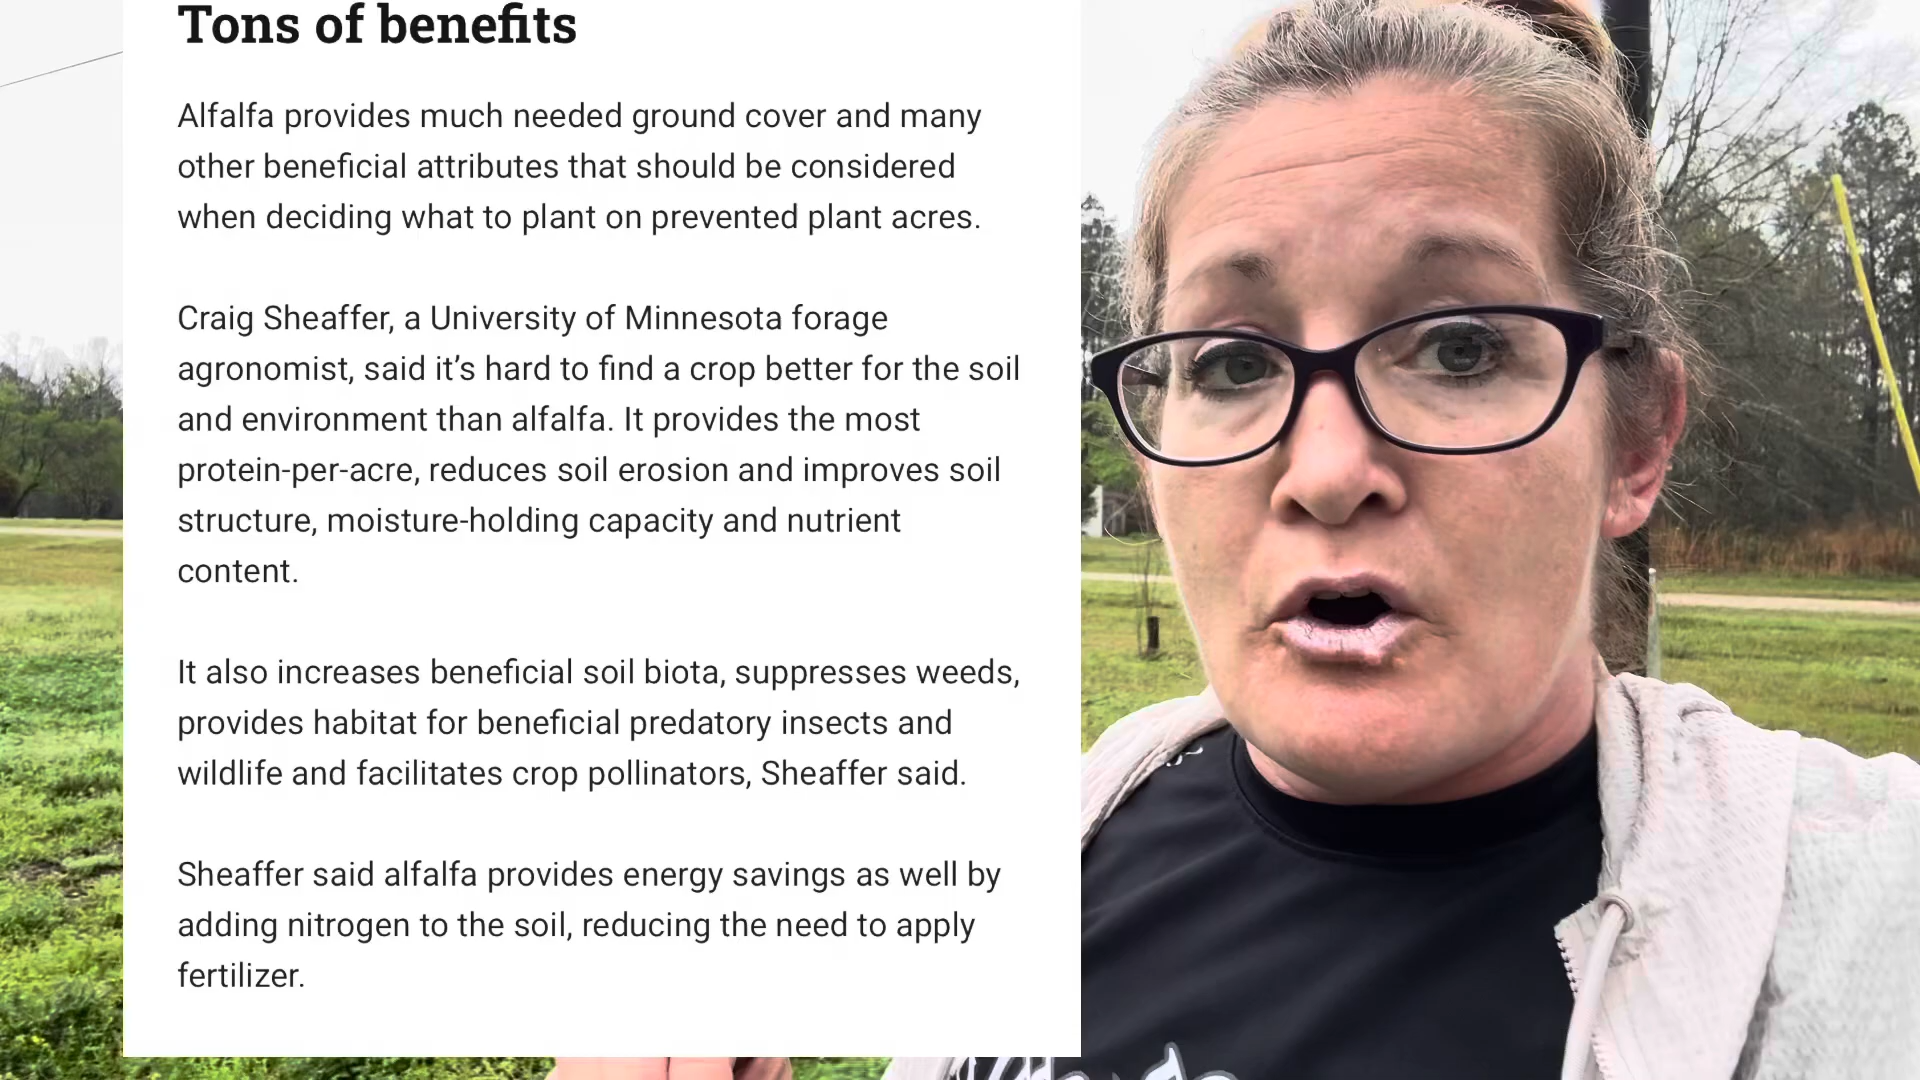 Tons of benefits
Alfalfa provides much needed ground cover and many
other beneficial attributes that should be considered
when deciding what to plant on prevented plant acres.
Craig Sheaffer, a University of Minnesota forage
agronomist, said it’s hard to find a crop better for the soil
and environment than alfalfa. It provides the most
protein-per-acre, reduces soil erosion and improves soil
structure, moisture-holding capacity and nutrient
content.
It also increases beneficial soil biota, suppresses weeds,
provides habitat for beneficial predatory insects and
wildlife and facilitates crop pollinators, Sheaffer said.
Sheaffer said alfalfa provides energy savings as well by
adding nitrogen to the soil, reducing the need to apply
fertilizer.